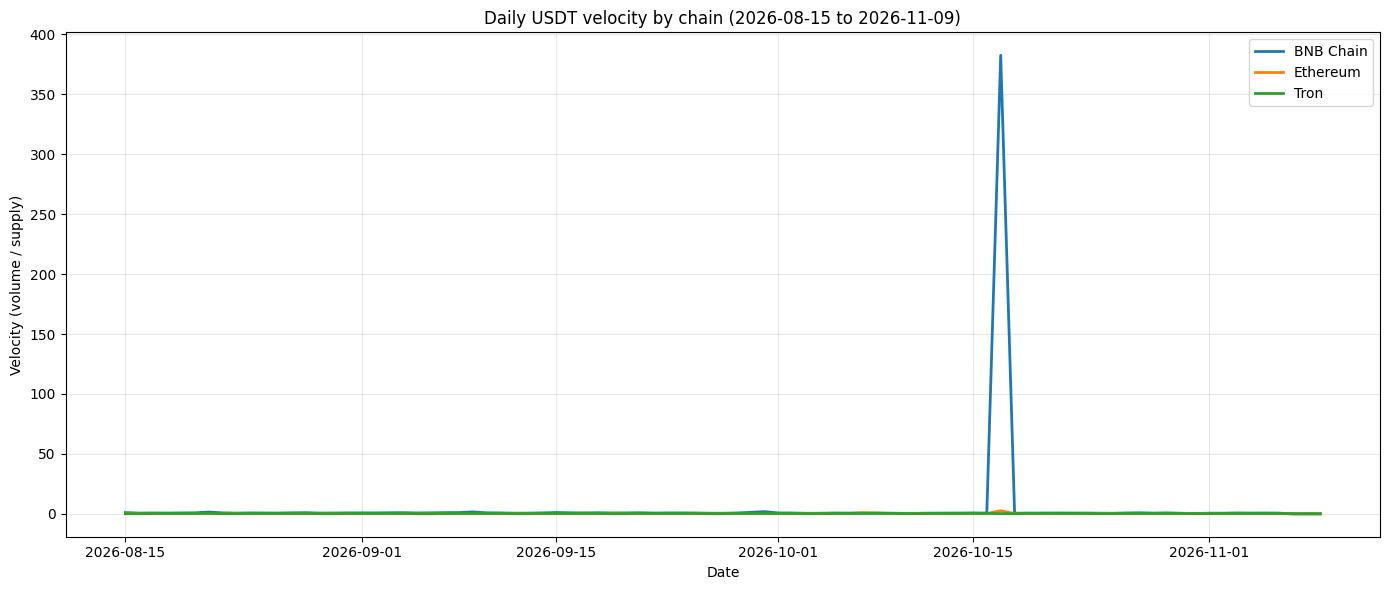 Daily USDT velocity by chain (2026-08-15 to 2026-11-09)
400
350
300
250
200
150
100
50
0
Velocity (volume / supply)
BNB Chain
Ethereum
Tron
2026-08-15
2026-09-01
2026-09-15
2026-10-01
2026-10-15
2026-11-01
Date